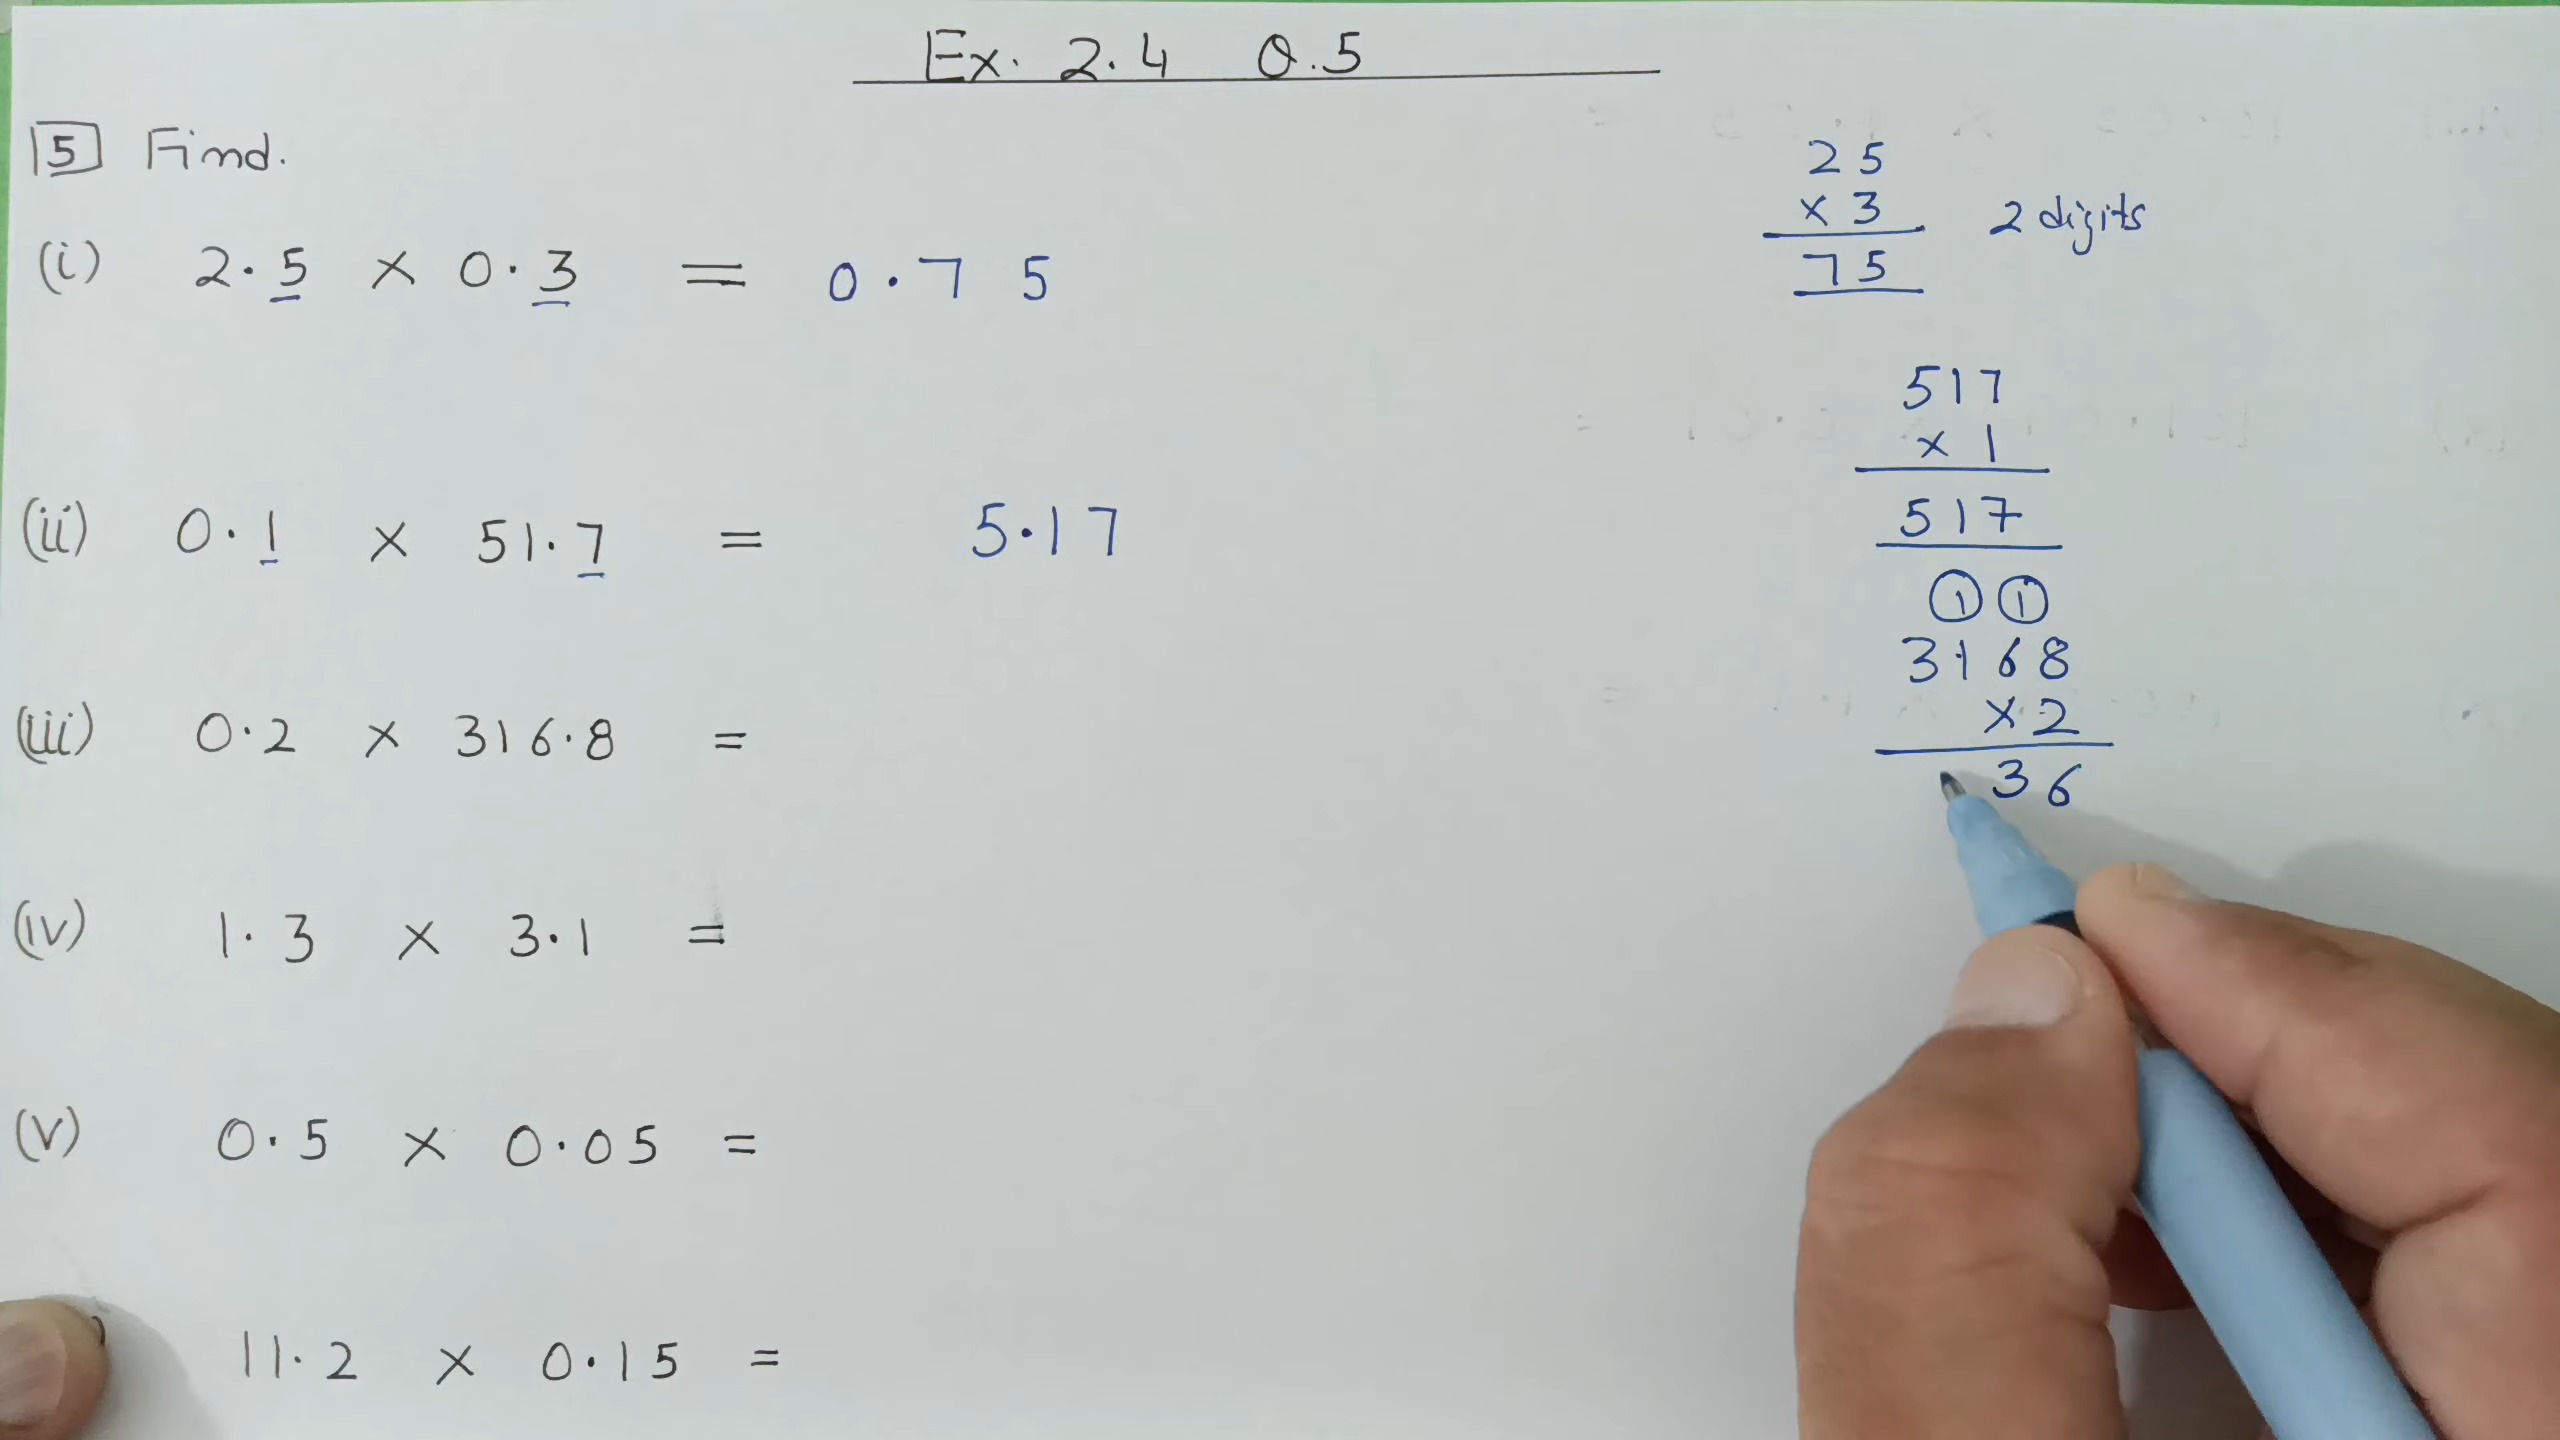 Ex. 2.4 Q.5
5 Find.
(i) 2.5 × 0.3 = 0.75
(ii) 0.1 × 51.7 = 5.17
(iii) 0.2 × 316.8 =
(iv) 1.3 × 3.1 =
(v) 0.5 × 0.05 =
11.2 × 0.15 =
25
× 3 2 digits
75
517
× 1
517
1 1
3168
× 2
36